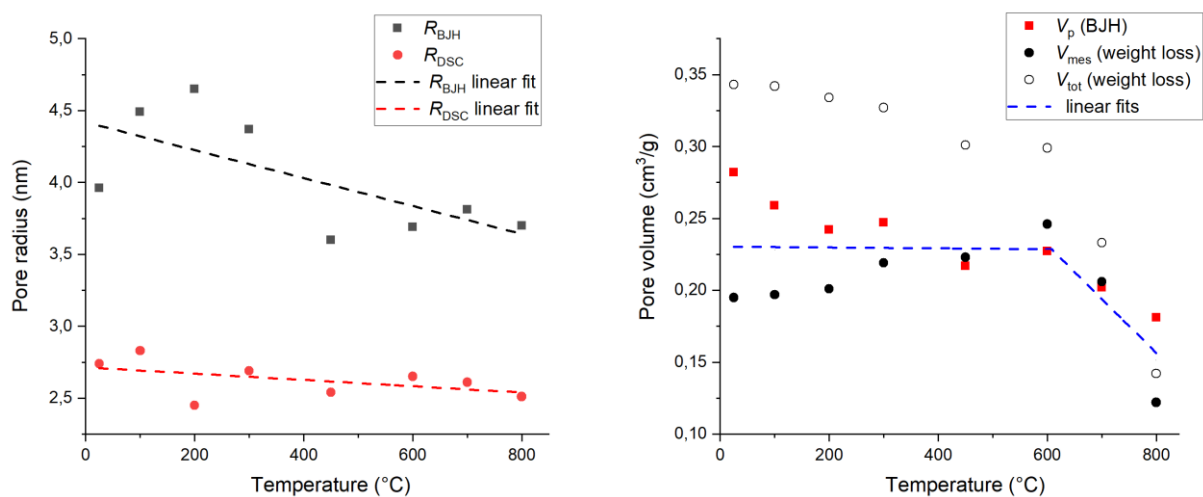 5,0
4,5
4,0
3,5
3,0
2,5
Pore radius (nm)
R_BJH
R_DSC
R_BJH linear fit
R_DSC linear fit
0 200 400 600 800
Temperature (°C)
0,35
0,30
0,25
0,20
0,15
0,10
Pore volume (cm³/g)
V_p (BJH)
V_mes (weight loss)
V_tot (weight loss)
linear fits
0 200 400 600 800
Temperature (°C)